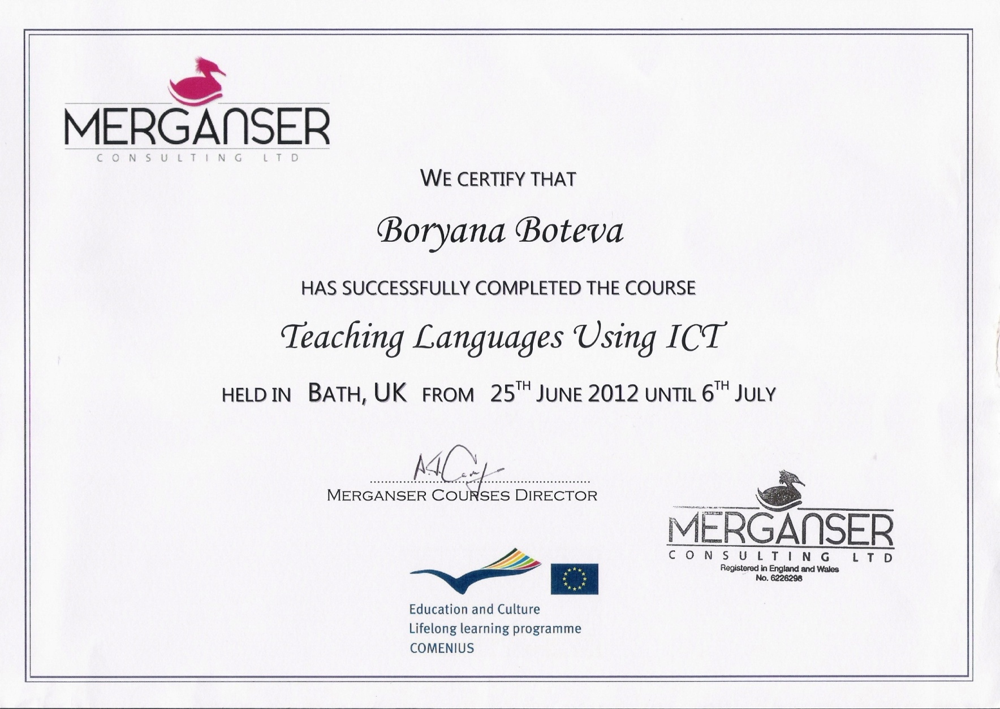 MERGANSER
CONSULTING LTD
WE CERTIFY THAT
Boryana Boteva
HAS SUCCESSFULLY COMPLETED THE COURSE
Teaching Languages Using ICT
HELD IN BATH, UK FROM 25TH JUNE 2012 UNTIL 6TH JULY
MERGANSER COURSES DIRECTOR
MERGANSER
CONSULTING LTD
Registered in England and Wales
No. 6226296
Education and Culture
Lifelong learning programme
COMENIUS